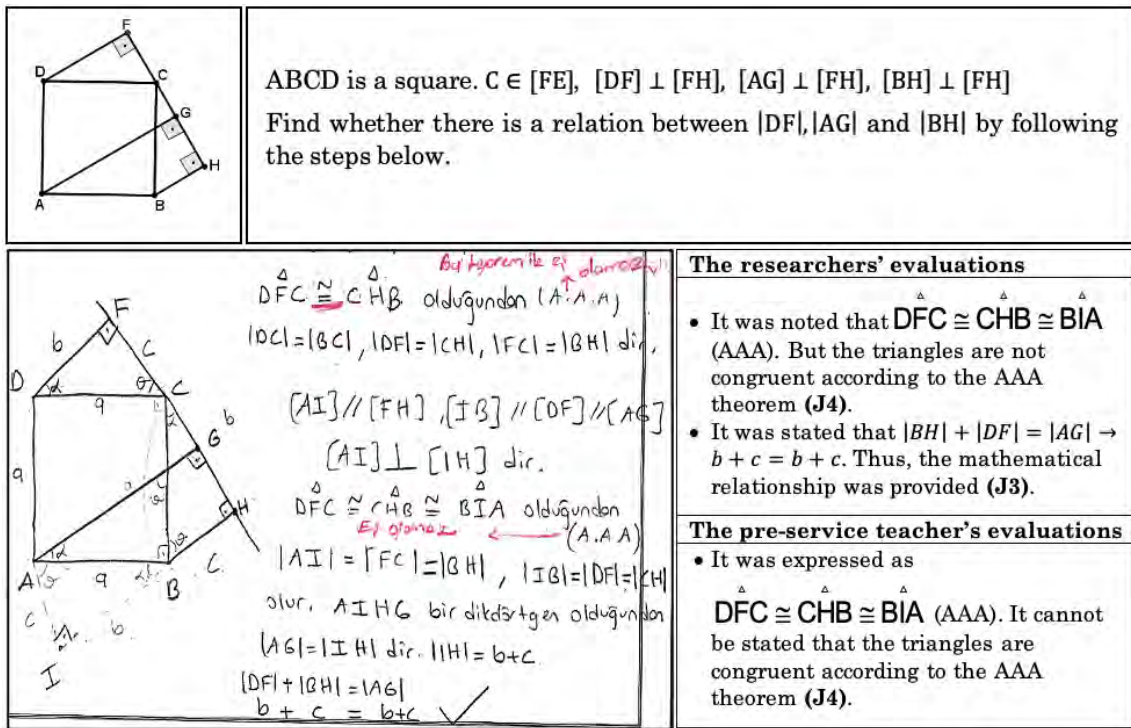 F
D
C
G
H
A
B
ABCD is a square. C ∈ [FE], [DF] ⊥ [FH], [AG] ⊥ [FH], [BH] ⊥ [FH]
Find whether there is a relation between |DF|, |AG| and |BH| by following
the steps below.
Bu teorem ile eş olamaz
DFC ≅ CHB olduğundan (A.A.A)
|DC|=|BC|, |DF|=|CH|, |FC|=|BH| dir.
[AI]//[FH], [IB]//[DF]//[AG]
[AI]⊥[IH] dir.
DFC ≅ CHB ≅ BIA olduğundan
Eş olamaz
(A.A.A)
|AI|=|FC|=|BH|, |IB|=|DF|=|CH|
olur. AIHG bir dikdörtgen olduğundan
|AG|=|IH| dir. |IH|=b+c
|DF|+|BH|=|AG|
b + c = b+c
F
b
c
D
α
θ
C
a
α
b
G
a
H
A
α
a
B
c
c
b
I
The researchers' evaluations
• It was noted that DFC ≅ CHB ≅ BIA
(AAA). But the triangles are not
congruent according to the AAA
theorem (J4).
• It was stated that |BH| + |DF| = |AG| →
b + c = b + c. Thus, the mathematical
relationship was provided (J3).
The pre-service teacher's evaluations
• It was expressed as
DFC ≅ CHB ≅ BIA (AAA). It cannot
be stated that the triangles are
congruent according to the AAA
theorem (J4).